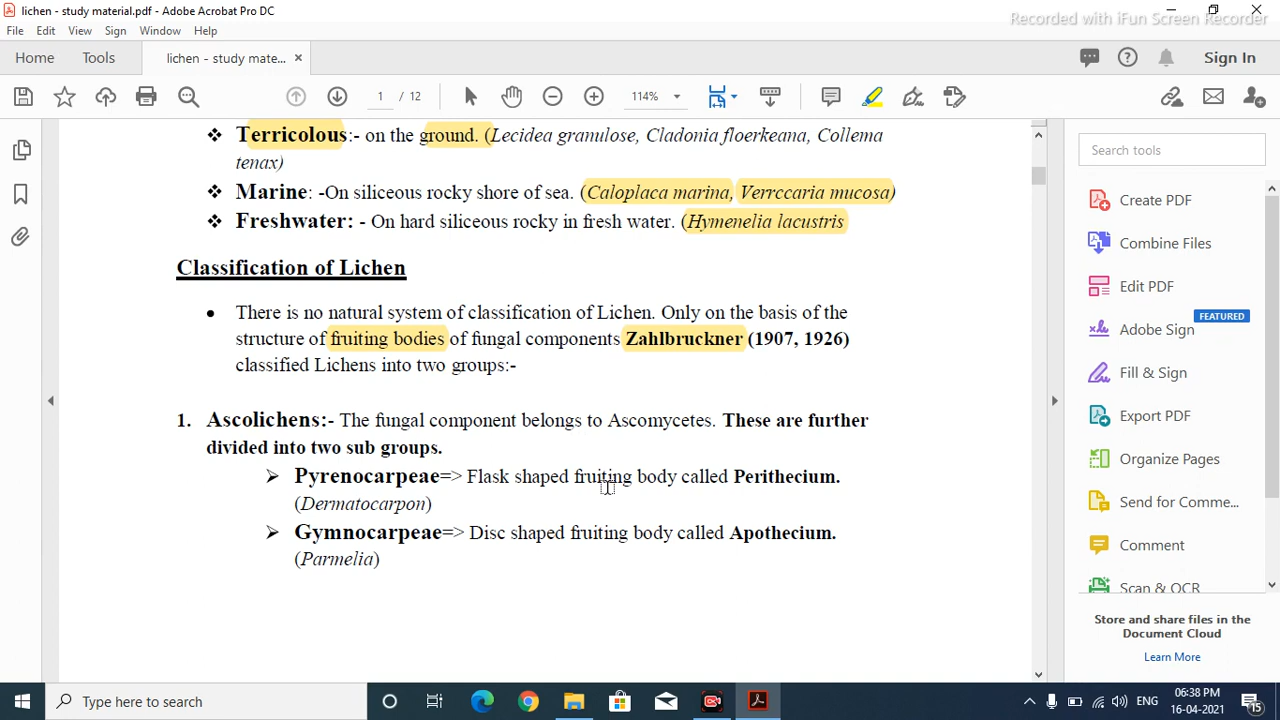 lichen - study material.pdf - Adobe Acrobat Pro DC
Recorded with iFun Screen Recorder
File Edit View Sign Window Help
Home Tools lichen - study mate... × Sign In
1 / 12 114%
❖ Terricolous:- on the ground. (Lecidea granulose, Cladonia floerkeana, Collema
tenax)
❖ Marine: -On siliceous rocky shore of sea. (Caloplaca marina, Verrccaria mucosa)
❖ Freshwater: - On hard siliceous rocky in fresh water. (Hymenelia lacustris
Classification of Lichen
• There is no natural system of classification of Lichen. Only on the basis of the
structure of fruiting bodies of fungal components Zahlbruckner (1907, 1926)
classified Lichens into two groups:-
1. Ascolichens:- The fungal component belongs to Ascomycetes. These are further
divided into two sub groups.
➢ Pyrenocarpeae=> Flask shaped fruiting body called Perithecium.
(Dermatocarpon)
➢ Gymnocarpeae=> Disc shaped fruiting body called Apothecium.
(Parmelia)
Search tools
Create PDF
Combine Files
Edit PDF
FEATURED
Adobe Sign
Fill & Sign
Export PDF
Organize Pages
Send for Comme...
Comment
Scan & OCR
Store and share files in the
Document Cloud
Learn More
Type here to search
ENG
06:38 PM
16-04-2021
15